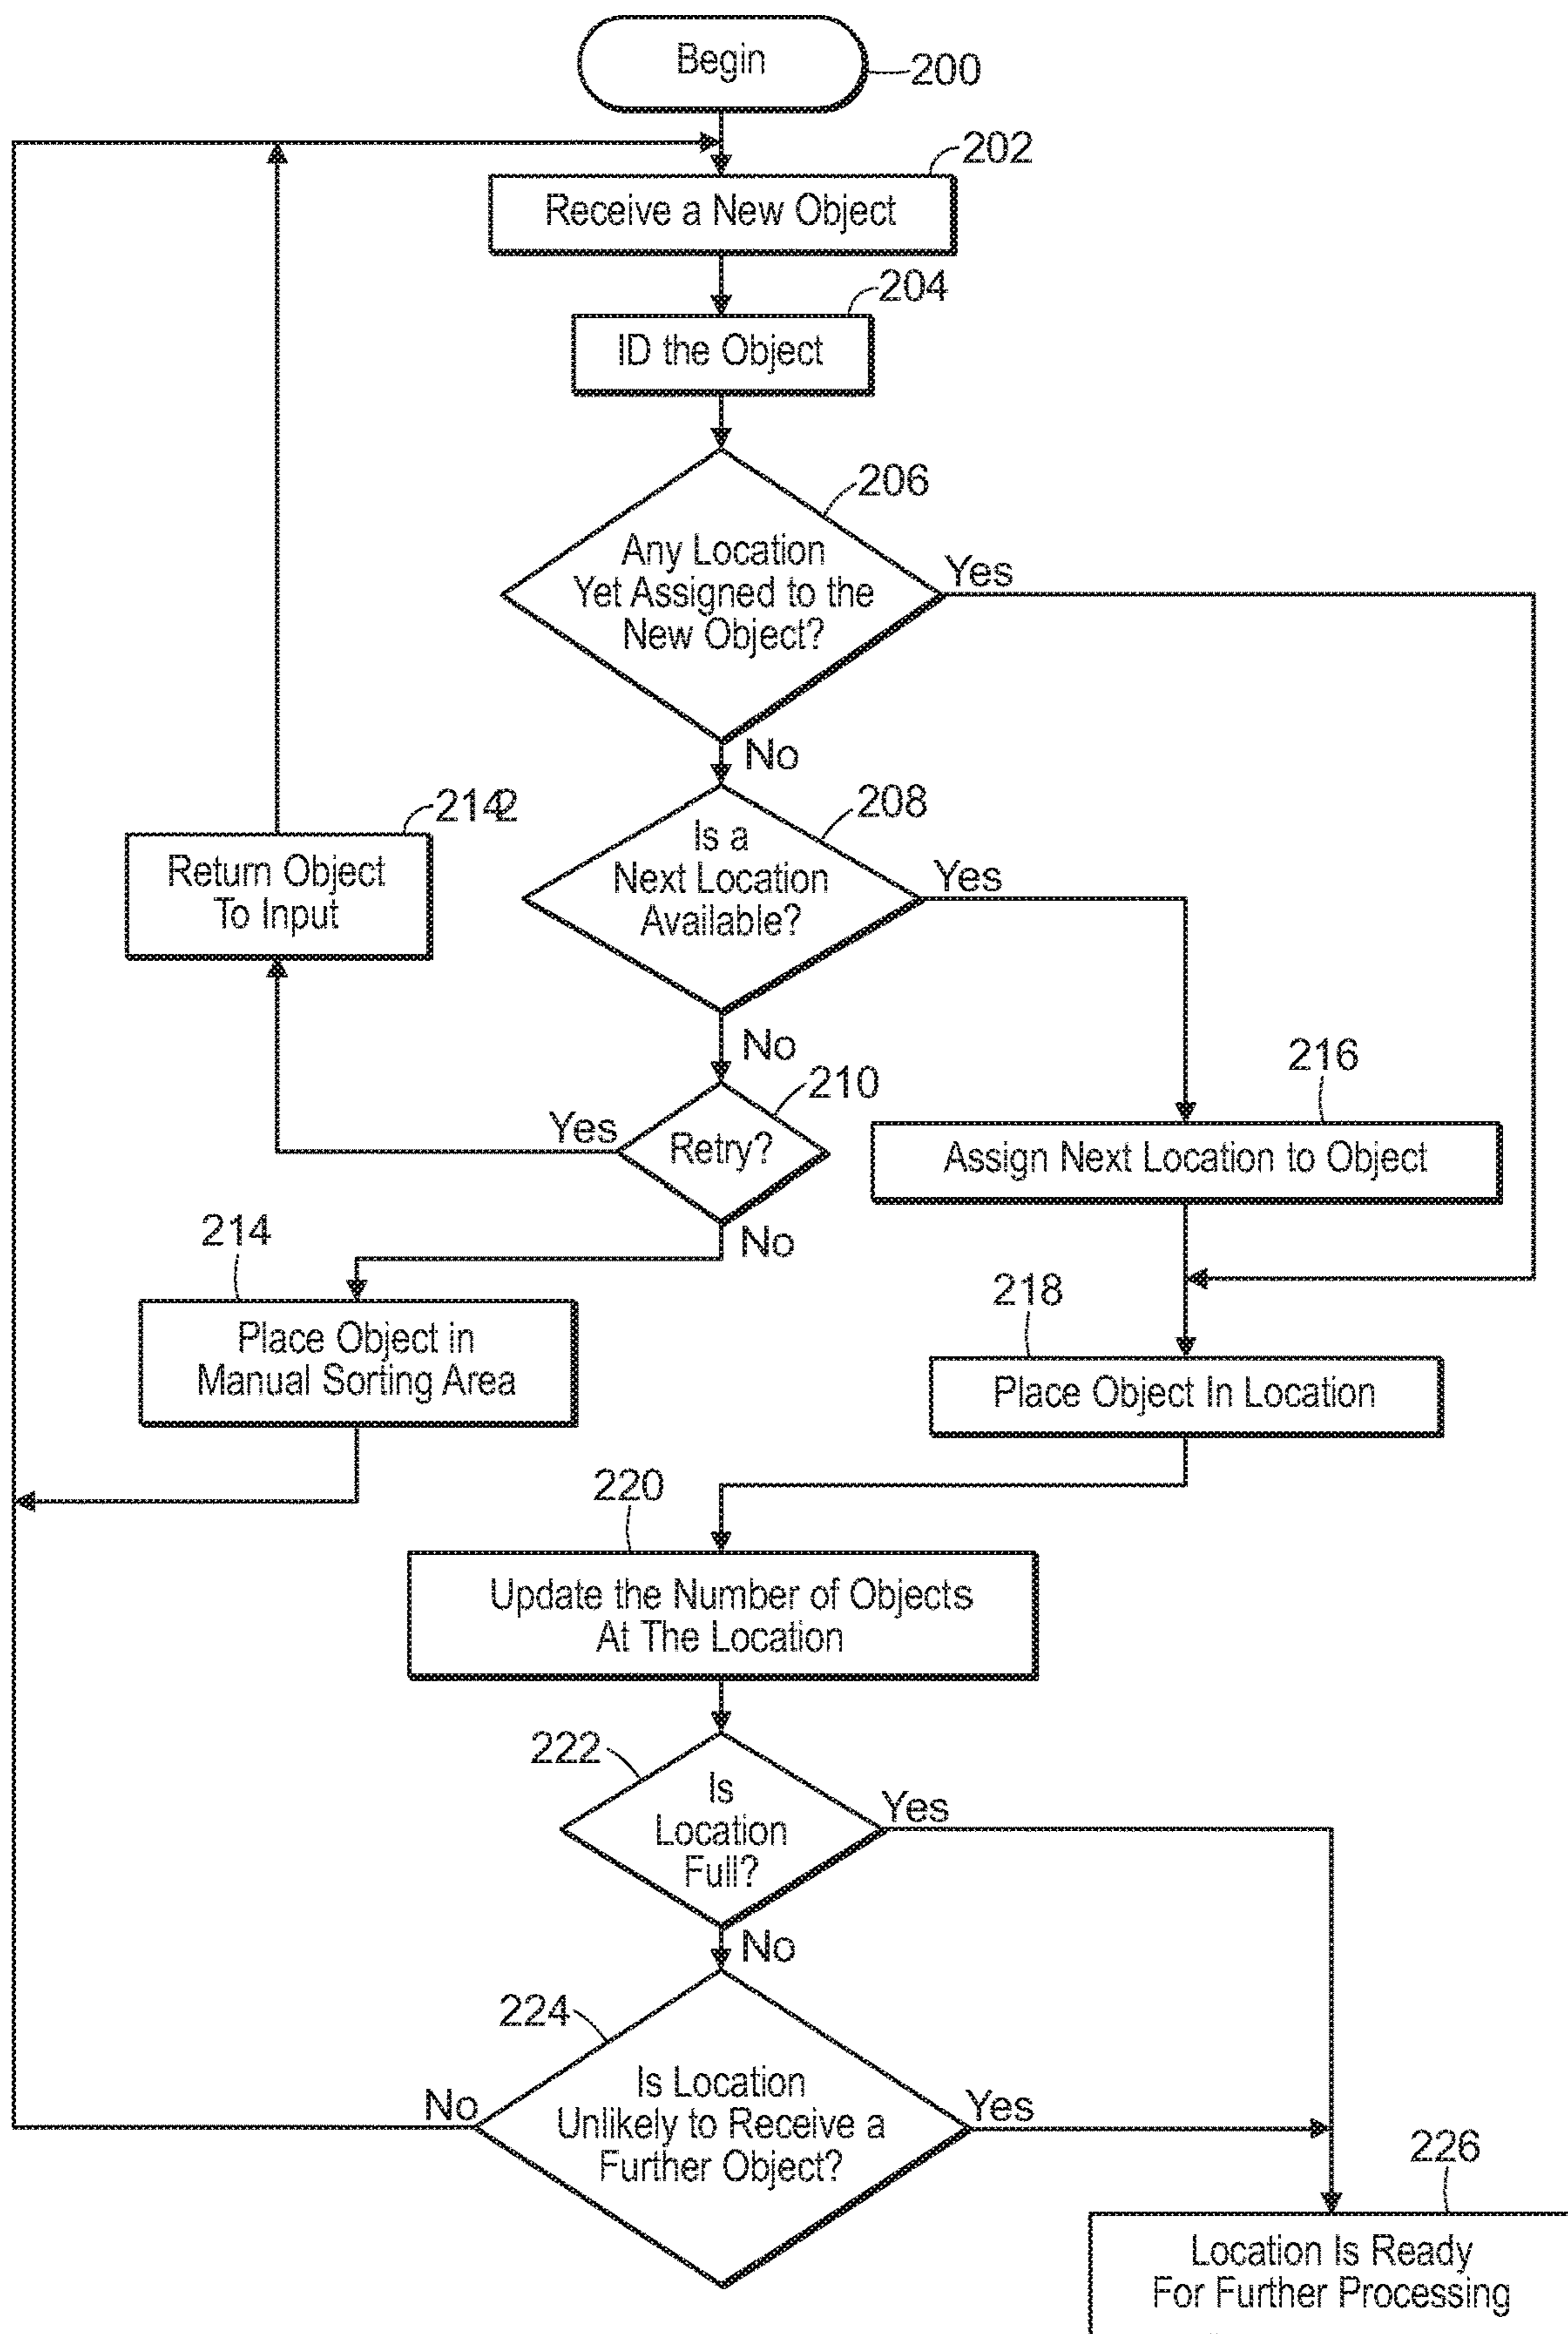 Begin
200
202
Receive a New Object
204
ID the Object
206
Any Location
Yet Assigned to the
New Object?
Yes
No
208
Is a
Next Location
Available?
Yes
Return Object
To Input
No
210
Retry?
Yes
No
216
Assign Next Location to Object
214
Place Object in
Manual Sorting Area
218
Place Object In Location
220
Update the Number of Objects
At The Location
222
Is
Location
Full?
Yes
No
224
Is Location
Unlikely to Receive a
Further Object?
No
Yes
226
Location Is Ready
For Further Processing